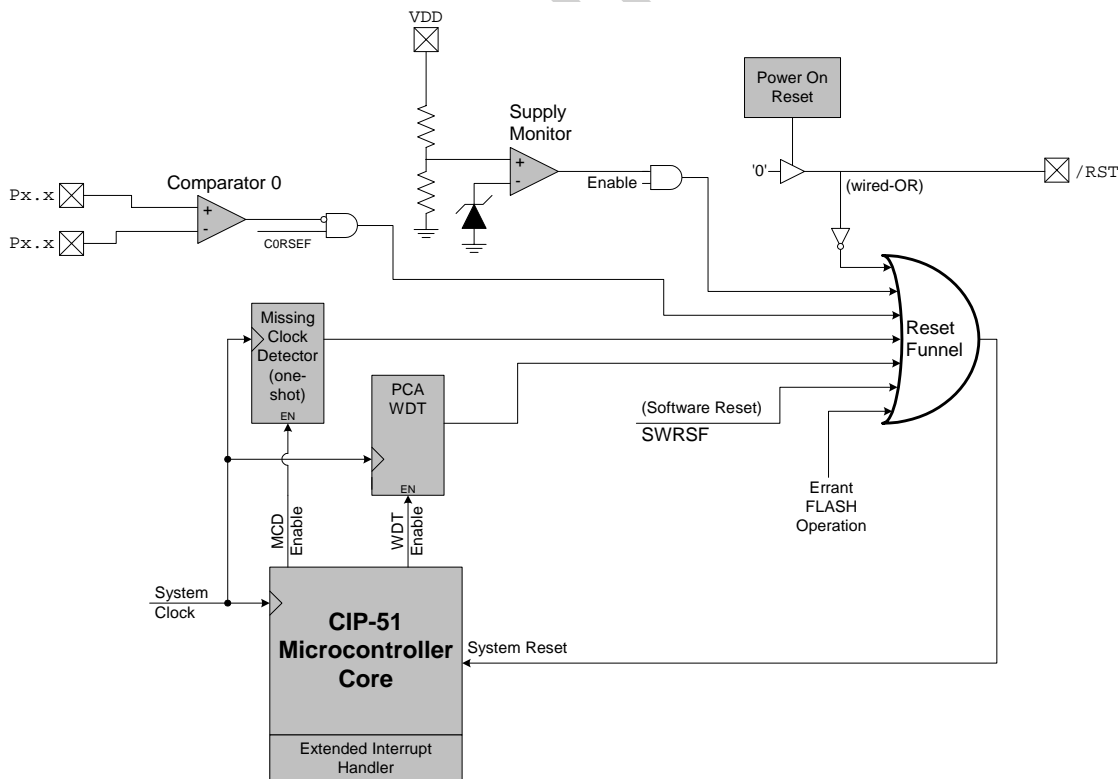 VDD
Power On
Reset
Supply
Monitor
+
-
Enable
'0'
/RST
(wired-OR)
Comparator 0
Px.x
Px.x
+
-
C0RSEF
Missing
Clock
Detector
(one-
shot)
EN
PCA
WDT
EN
Reset
Funnel
(Software Reset)
SWRSF
Errant
FLASH
Operation
MCD
Enable
WDT
Enable
System
Clock
CIP-51
Microcontroller
Core
System Reset
Extended Interrupt
Handler